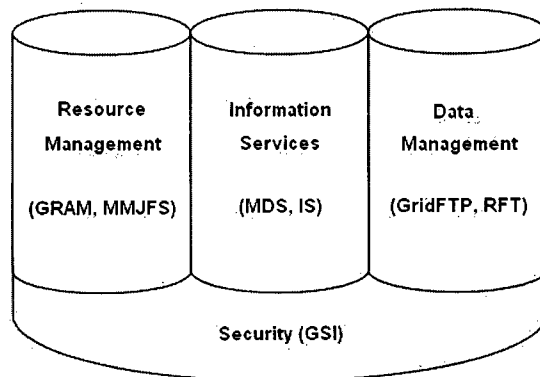 Resource
Management
(GRAM, MMJFS)
Information
Services
(MDS, IS)
Data
Management
(GridFTP, RFT)
Security (GSI)